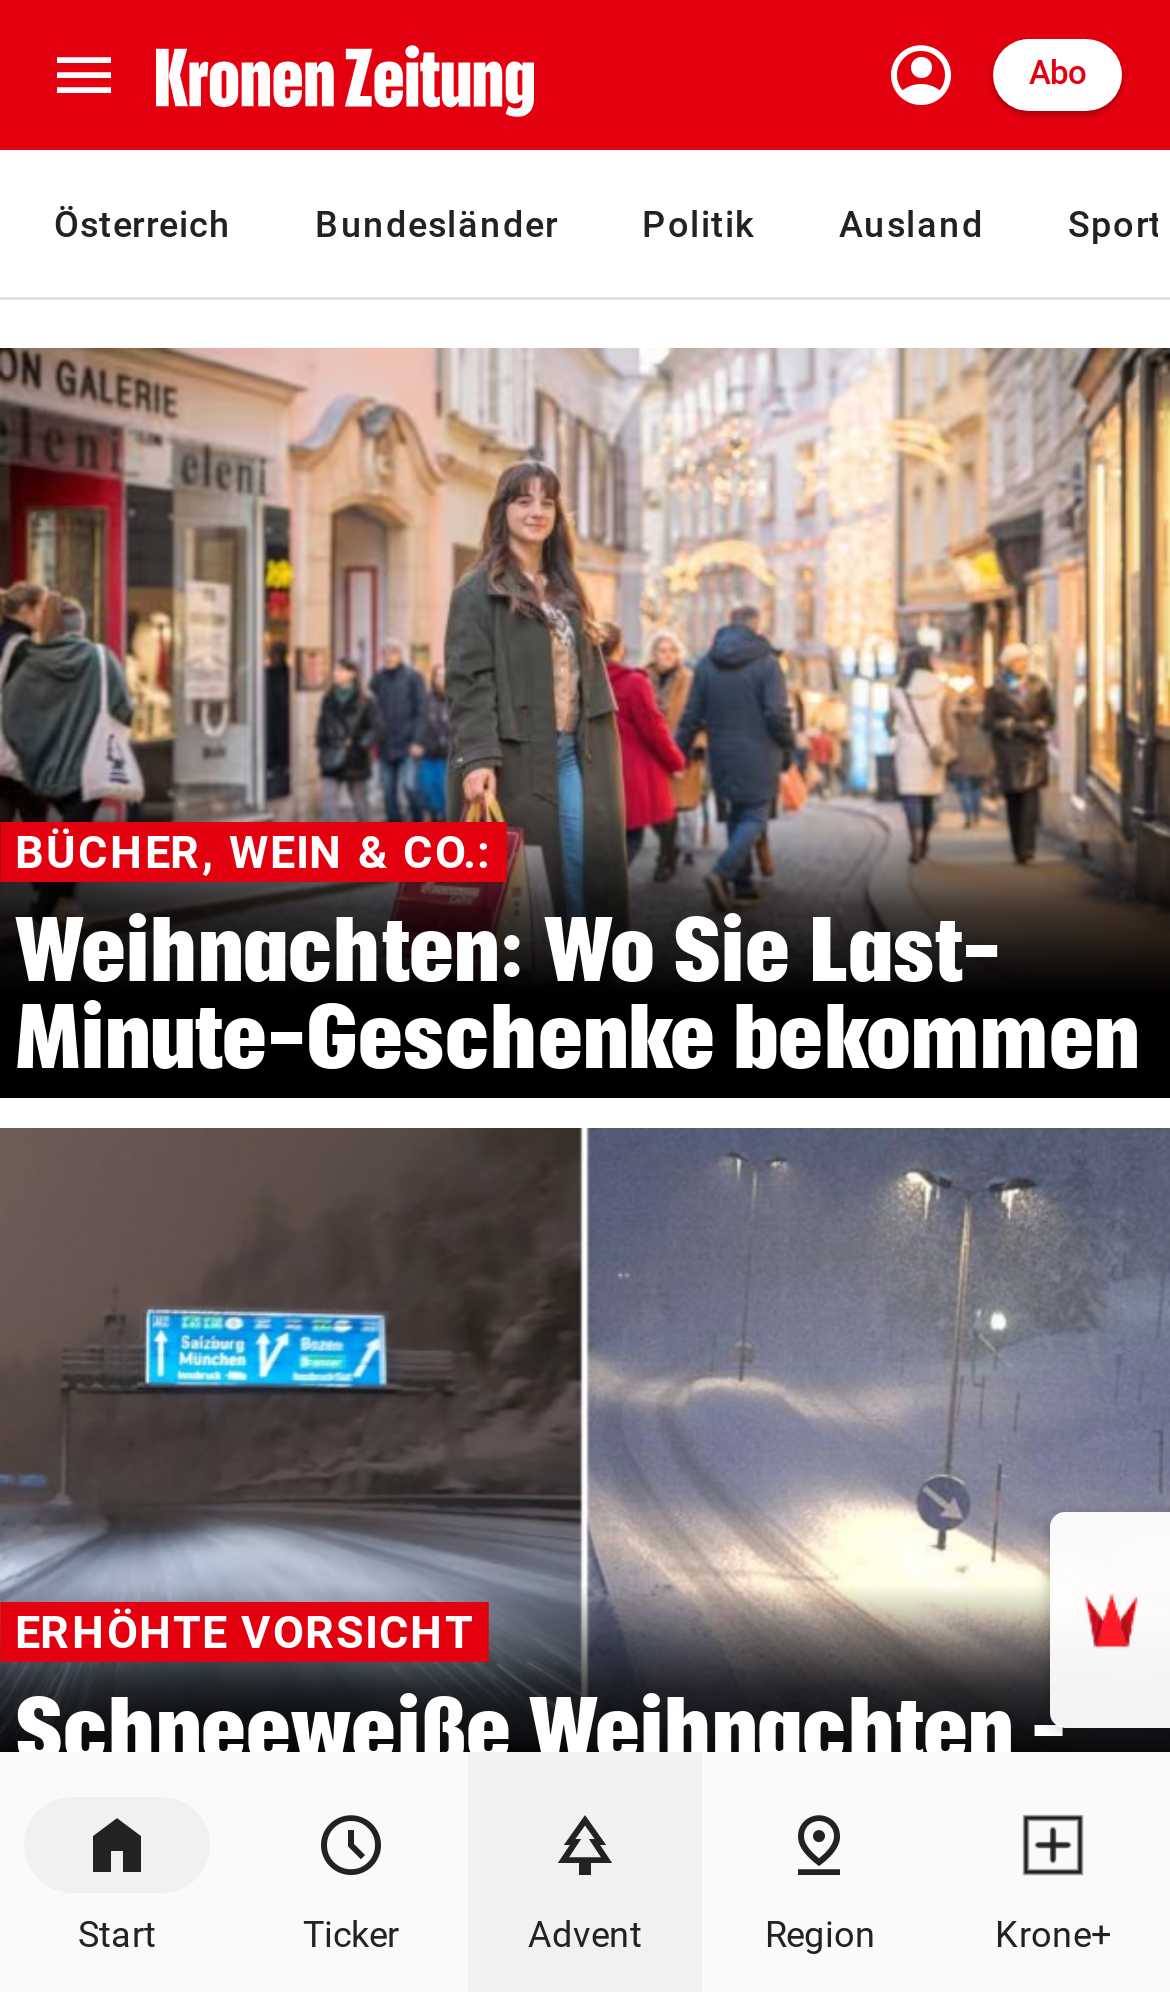 Kronen Zeitung
Abo
Österreich Bundesländer Politik Ausland Sport
ON GALERIE
eleni
eleni
BÜCHER, WEIN & CO.:
Weihnachten: Wo Sie Last-
Minute-Geschenke bekommen
Salzburg
München
Bozen
Brenner
ERHÖHTE VORSICHT
Schneeweiße Weihnachten –
Start Ticker Advent Region Krone+